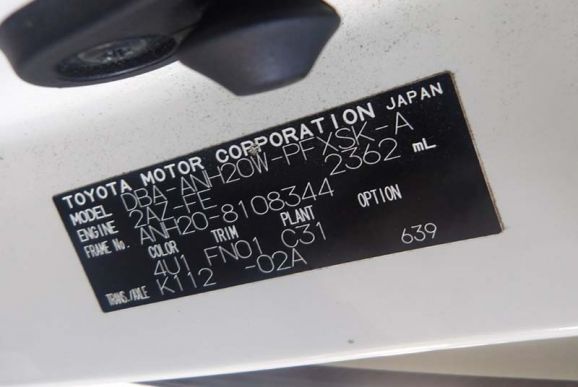 TOYOTA MOTOR CORPORATION JAPAN
MODEL DBA-ANH20W-PFXSK-A
ENGINE 2AZ-FE 2362 mL
FRAME No. ANH20-8108344
COLOR TRIM PLANT OPTION
4U1 FN01 C31 639
TRANS./AXLE K112 -02A